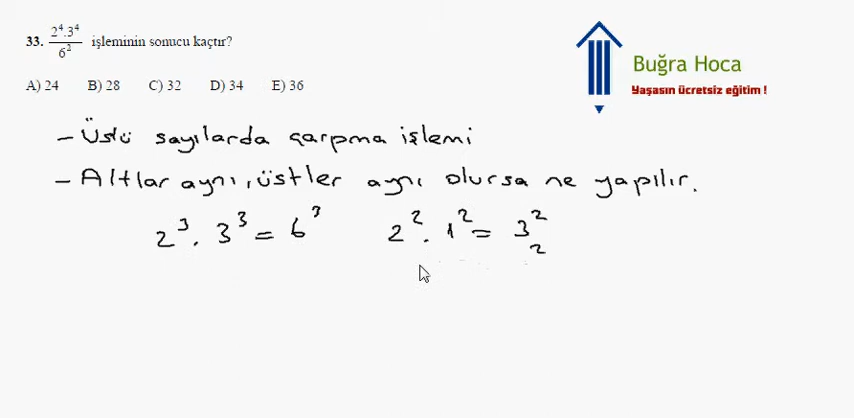 33. 2⁴.3⁴ / 6² işleminin sonucu kaçtır?
A) 24 B) 28 C) 32 D) 34 E) 36
Buğra Hoca
Yaşasın ücretsiz eğitim !
- Üslü sayılarda çarpma işlemi
- Altlar aynı, üstler aynı olursa ne yapılır.
2³ . 3³ = 6³ 2² . 1² = 3²
2